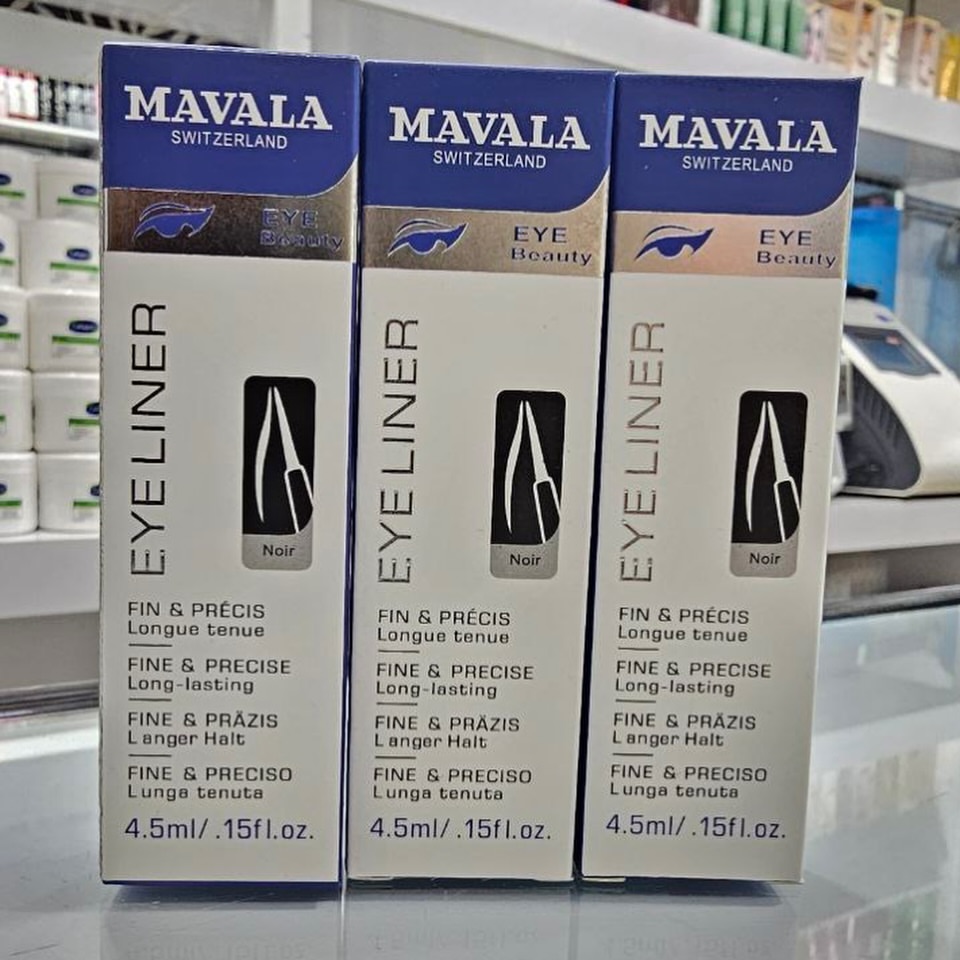 MAVALA
SWITZERLAND
EYE
Beauty
EYE LINER
Noir
FIN & PRÉCIS
Longue tenue
FINE & PRECISE
Long-lasting
FINE & PRÄZIS
Langer Halt
FINE & PRECISO
Lunga tenuta
4.5ml/ .15fl.oz.
MAVALA
SWITZERLAND
EYE
Beauty
EYE LINER
Noir
FIN & PRÉCIS
Longue tenue
FINE & PRECISE
Long-lasting
FINE & PRÄZIS
Langer Halt
FINE & PRECISO
Lunga tenuta
4.5ml/ .15fl.oz.
MAVALA
SWITZERLAND
EYE
Beauty
EYE LINER
Noir
FIN & PRÉCIS
Longue tenue
FINE & PRECISE
Long-lasting
FINE & PRÄZIS
Langer Halt
FINE & PRECISO
Lunga tenuta
4.5ml/ .15fl.oz.